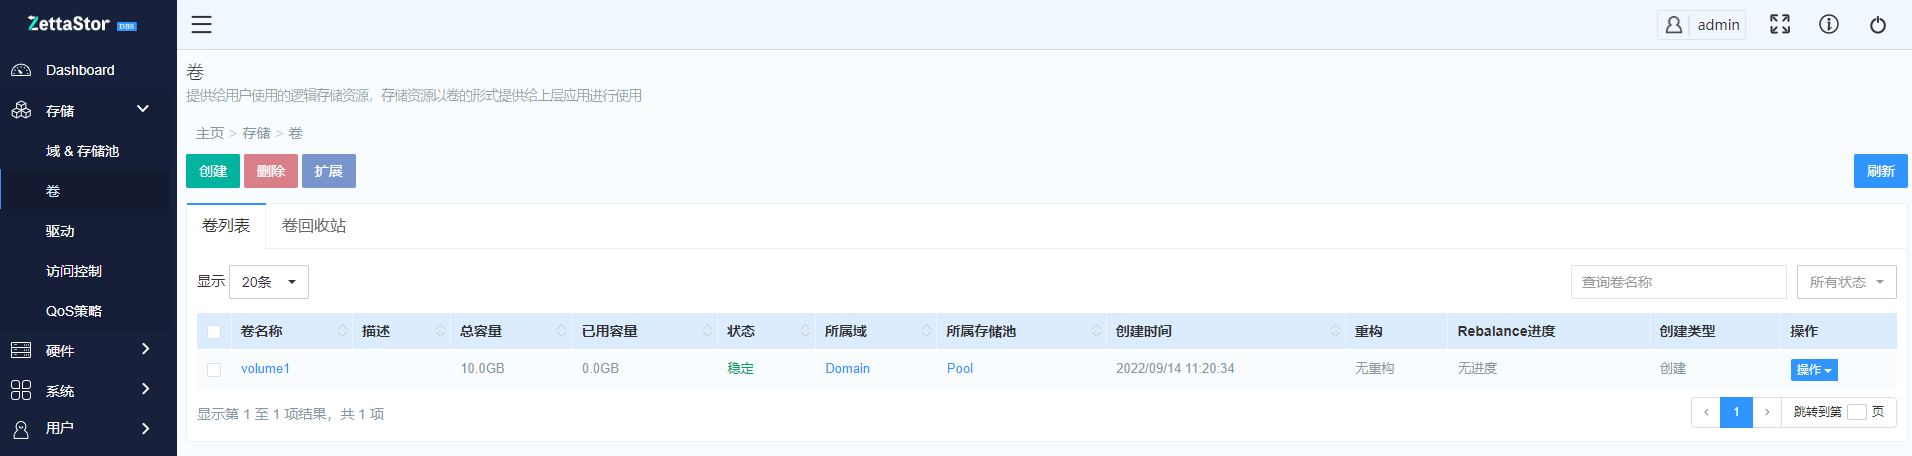 ZettaStor DBS
admin
Dashboard
存储
域 & 存储池
卷
驱动
访问控制
QoS策略
硬件
系统
用户
卷
提供给用户使用的逻辑存储资源，存储资源以卷的形式提供给上层应用进行使用
主页 > 存储 > 卷
创建 删除 扩展 刷新
卷列表 卷回收站
显示 20条 查询卷名称 所有状态
卷名称 描述 总容量 已用容量 状态 所属域 所属存储池 创建时间 重构 Rebalance进度 创建类型 操作
volume1 10.0GB 0.0GB 稳定 Domain Pool 2022/09/14 11:20:34 无重构 无进度 创建 操作
显示第 1 至 1 项结果，共 1 项 ‹ 1 › 跳转到第 页